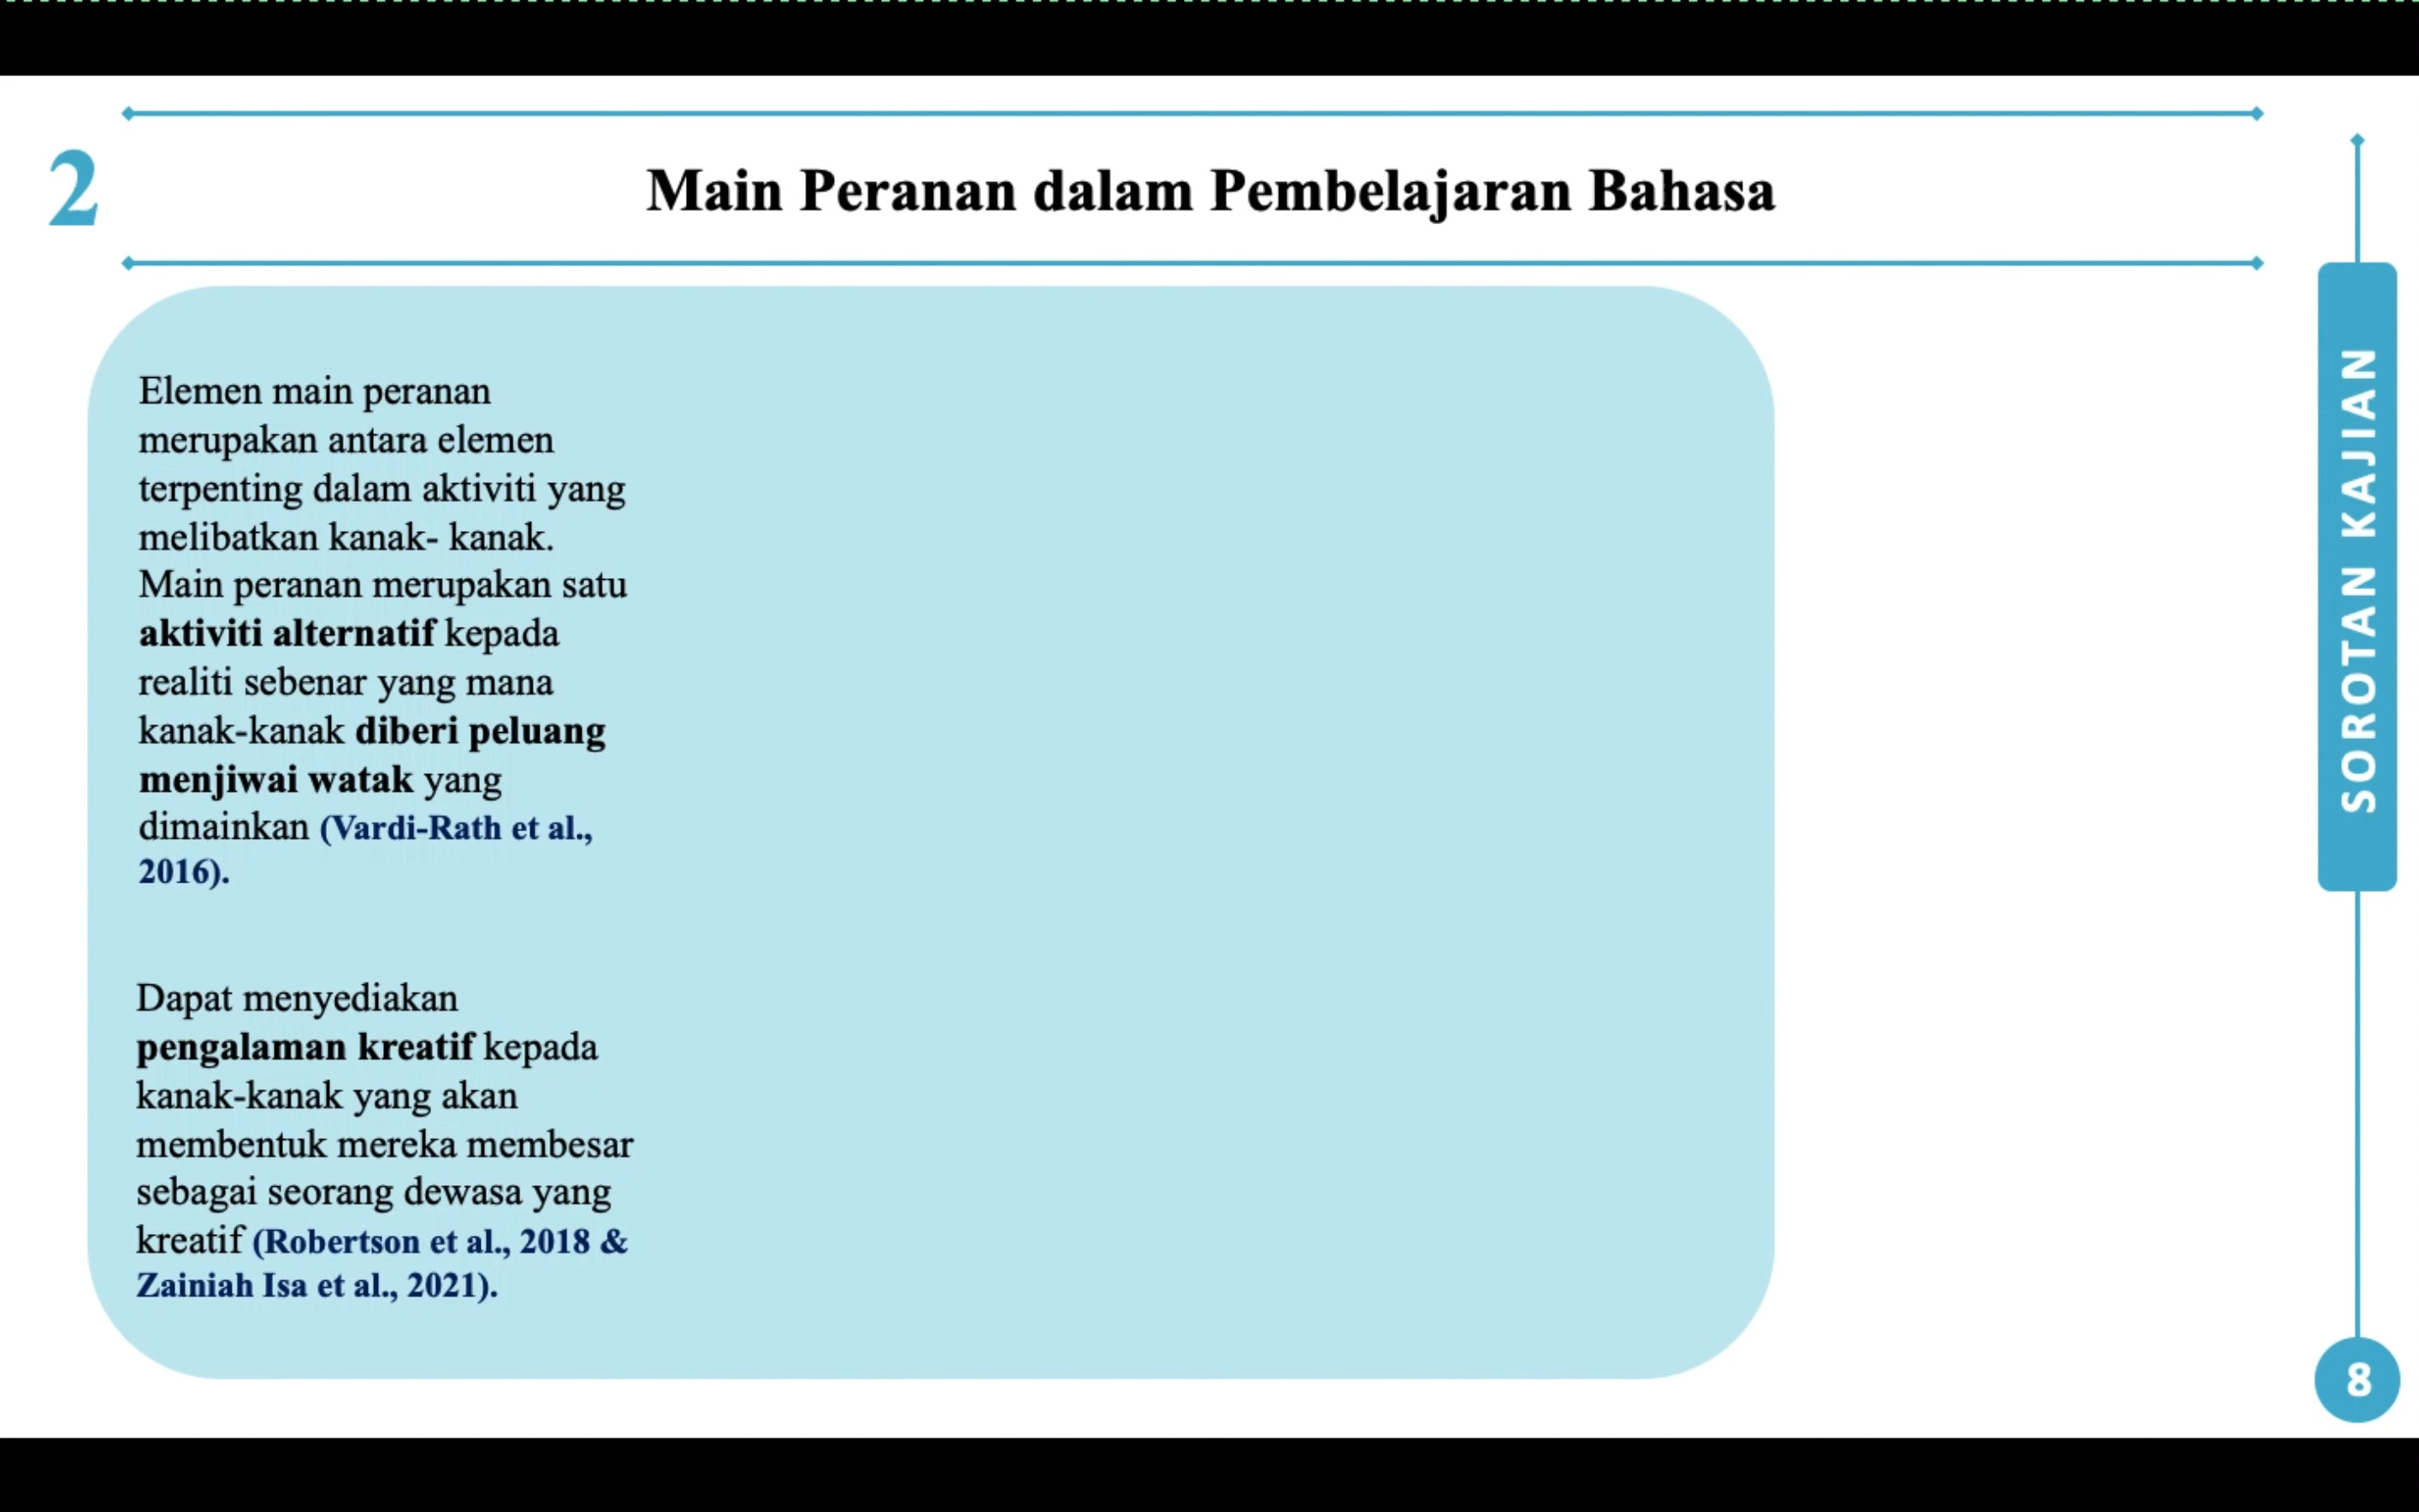 2
Main Peranan dalam Pembelajaran Bahasa
Elemen main peranan
merupakan antara elemen
terpenting dalam aktiviti yang
melibatkan kanak- kanak.
Main peranan merupakan satu
aktiviti alternatif kepada
realiti sebenar yang mana
kanak-kanak diberi peluang
menjiwai watak yang
dimainkan (Vardi-Rath et al.,
2016).
Dapat menyediakan
pengalaman kreatif kepada
kanak-kanak yang akan
membentuk mereka membesar
sebagai seorang dewasa yang
kreatif (Robertson et al., 2018 &
Zainiah Isa et al., 2021).
SOROTAN KAJIAN
8